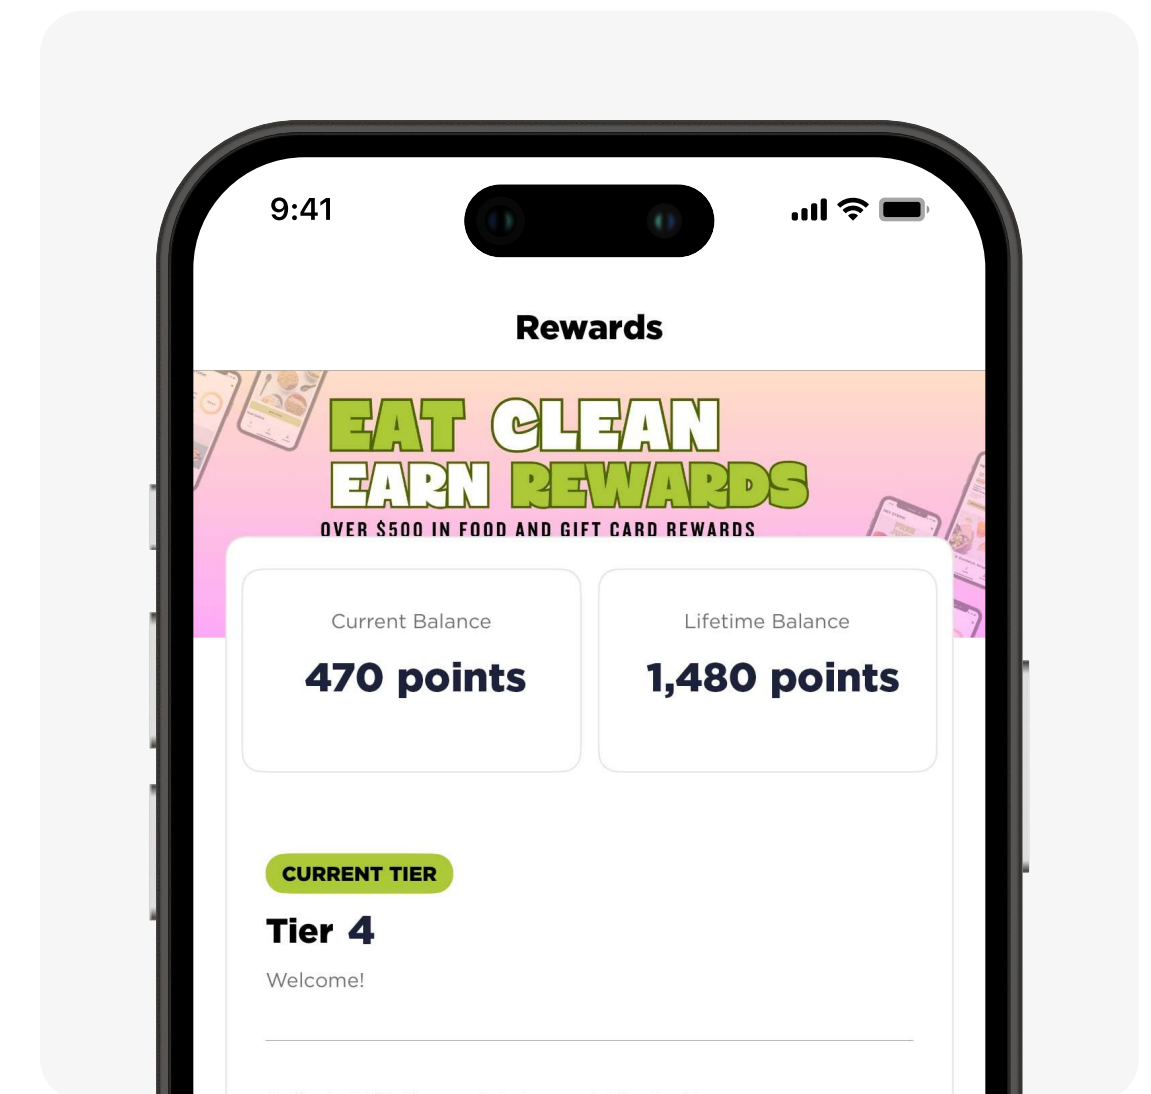 9:41
Rewards
EAT CLEAN
EARN REWARDS
OVER $500 IN FOOD AND GIFT CARD REWARDS
Current Balance
470 points
Lifetime Balance
1,480 points
CURRENT TIER
Tier 4
Welcome!